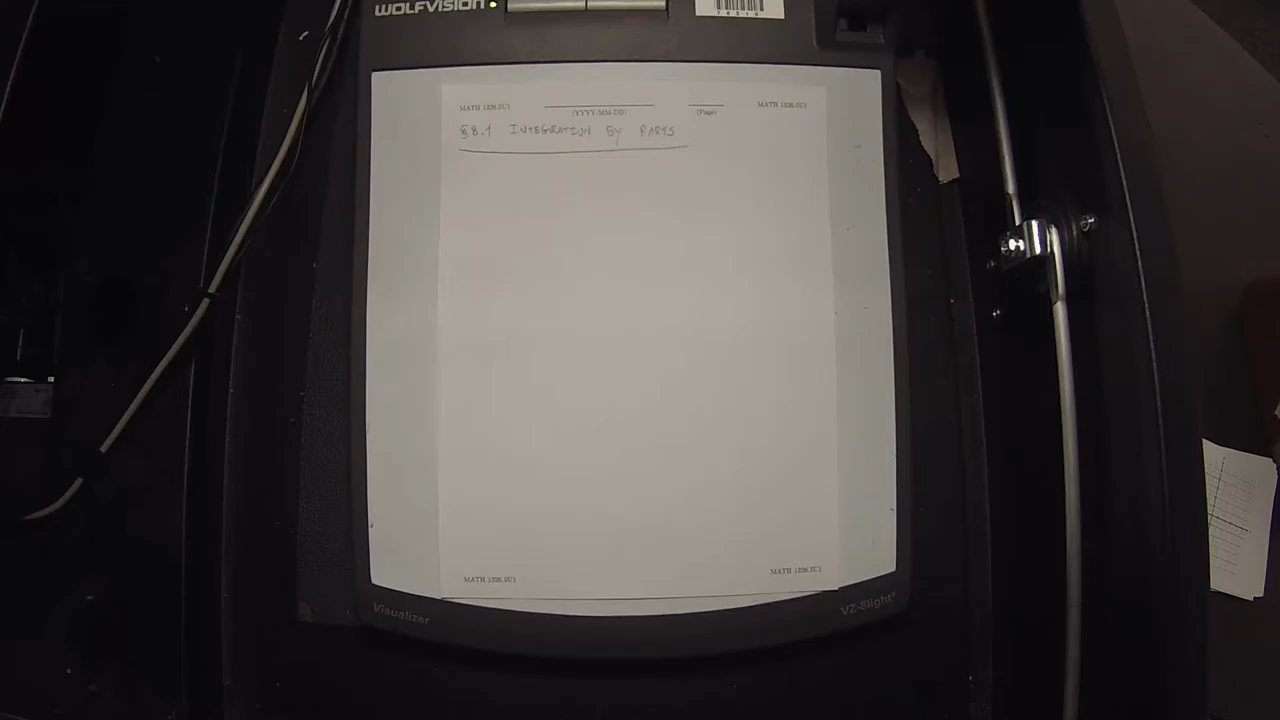 WOLFVISION
MATH 1326.SU1
(YYYY-MM-DD)
(Page)
MATH 1326.SU1
§8.1 INTEGRATION BY PARTS
MATH 1326.SU1
MATH 1326.SU1
Visualizer
VZ-8light³